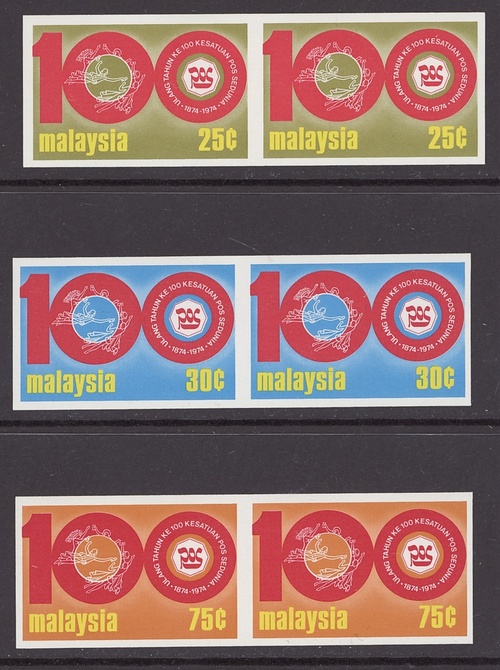 100 100
ULANG TAHUN KE 100 KESATUAN POS SEDUNIA • 1874-1974 •
pos
ULANG TAHUN KE 100 KESATUAN POS SEDUNIA • 1874-1974 •
pos
malaysia 25¢ malaysia 25¢
100 100
ULANG TAHUN KE 100 KESATUAN POS SEDUNIA • 1874-1974 •
pos
ULANG TAHUN KE 100 KESATUAN POS SEDUNIA • 1874-1974 •
pos
malaysia 30¢ malaysia 30¢
100 100
ULANG TAHUN KE 100 KESATUAN POS SEDUNIA • 1874-1974 •
pos
ULANG TAHUN KE 100 KESATUAN POS SEDUNIA • 1874-1974 •
pos
malaysia 75¢ malaysia 75¢